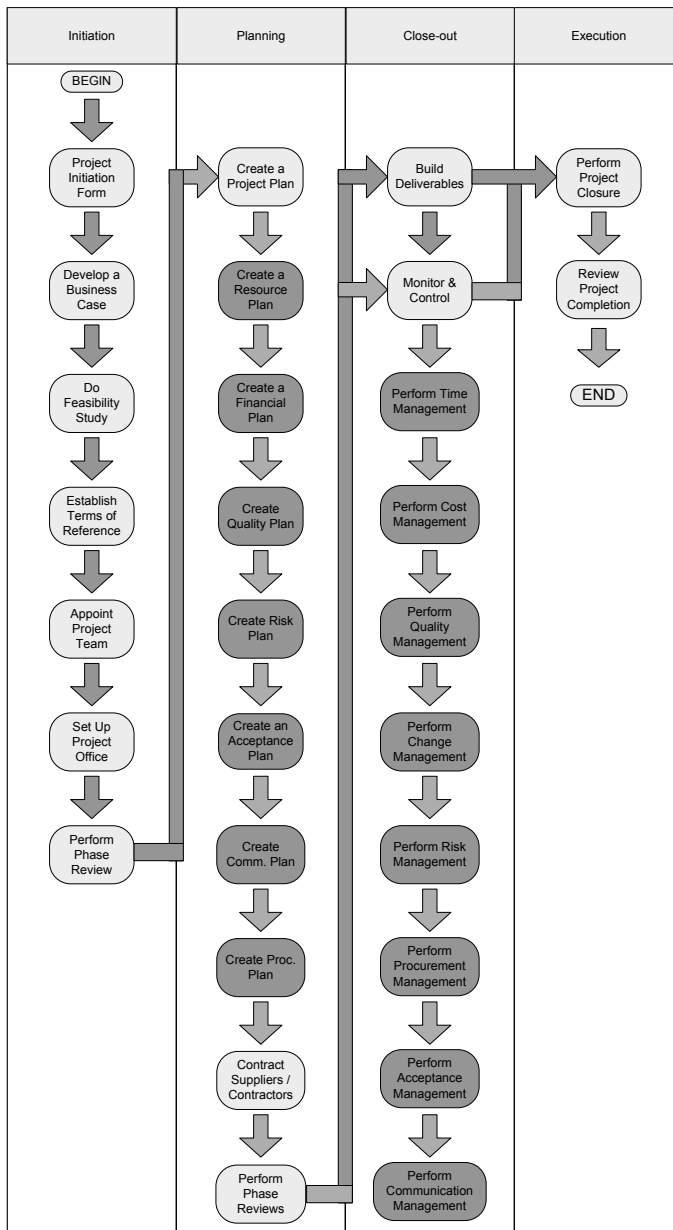 Initiation
Planning
Close-out
Execution
BEGIN
Project
Initiation
Form
Develop a
Business
Case
Do
Feasibility
Study
Establish
Terms of
Reference
Appoint
Project
Team
Set Up
Project
Office
Perform
Phase
Review
Create a
Project Plan
Create a
Resource
Plan
Create a
Financial
Plan
Create
Quality Plan
Create Risk
Plan
Create an
Acceptance
Plan
Create
Comm. Plan
Create Proc.
Plan
Contract
Suppliers /
Contractors
Perform
Phase
Reviews
Build
Deliverables
Monitor &
Control
Perform Time
Management
Perform Cost
Management
Perform
Quality
Management
Perform
Change
Management
Perform Risk
Management
Perform
Procurement
Management
Perform
Acceptance
Management
Perform
Communication
Management
Perform
Project
Closure
Review
Project
Completion
END